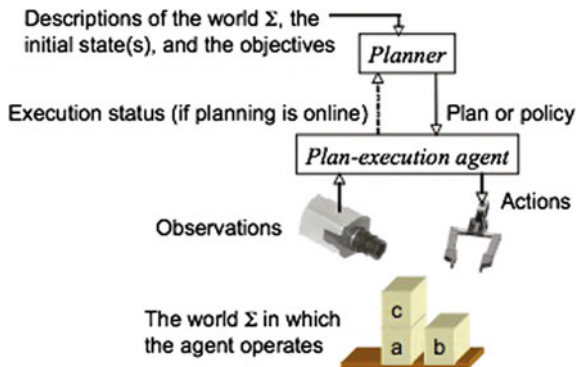 Descriptions of the world Σ, the
initial state(s), and the objectives
Planner
Execution status (if planning is online)
Plan or policy
Plan-execution agent
Observations
Actions
The world Σ in which
the agent operates
c
a
b